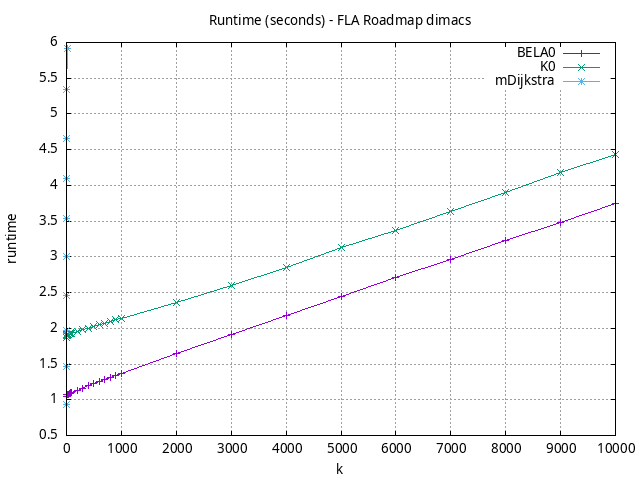 Runtime (seconds) - FLA Roadmap dimacs
BELA0
K0
mDijkstra
runtime
6
5.5
5
4.5
4
3.5
3
2.5
2
1.5
1
0.5
0 1000 2000 3000 4000 5000 6000 7000 8000 9000 10000
k